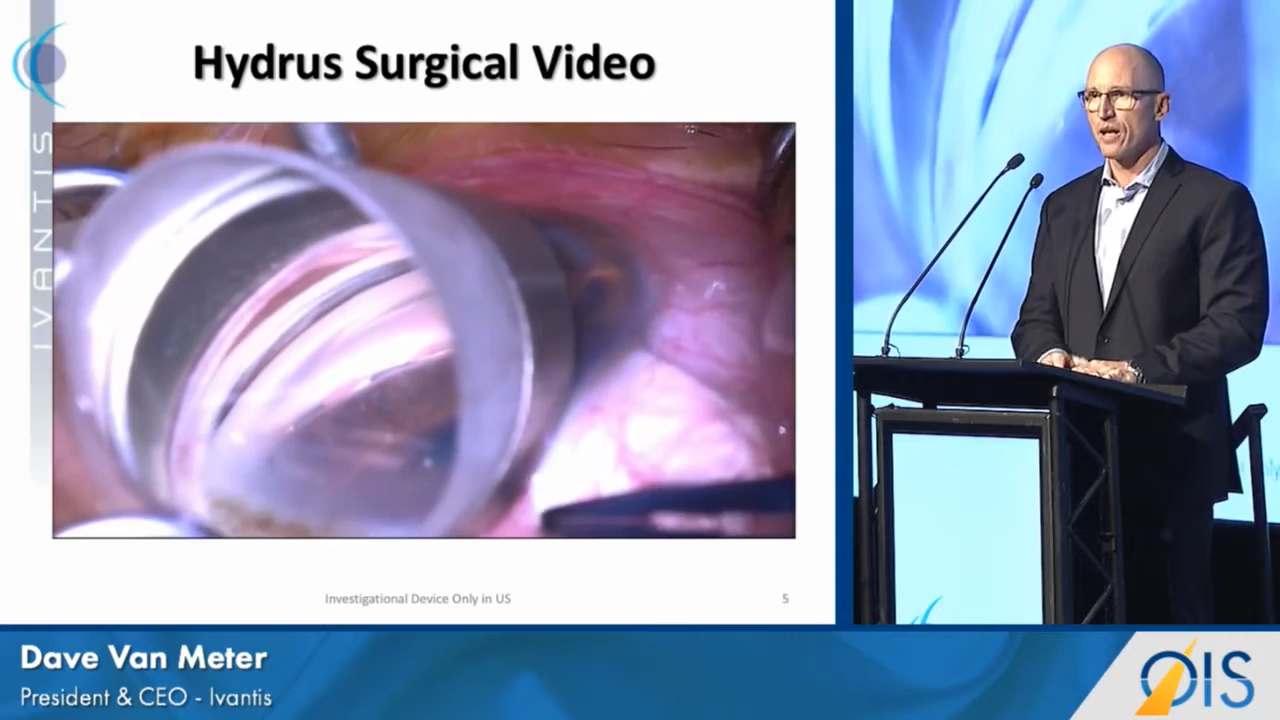 Hydrus Surgical Video
IVANTIS
Investigational Device Only in US
5
Dave Van Meter
President & CEO - Ivantis
OIS